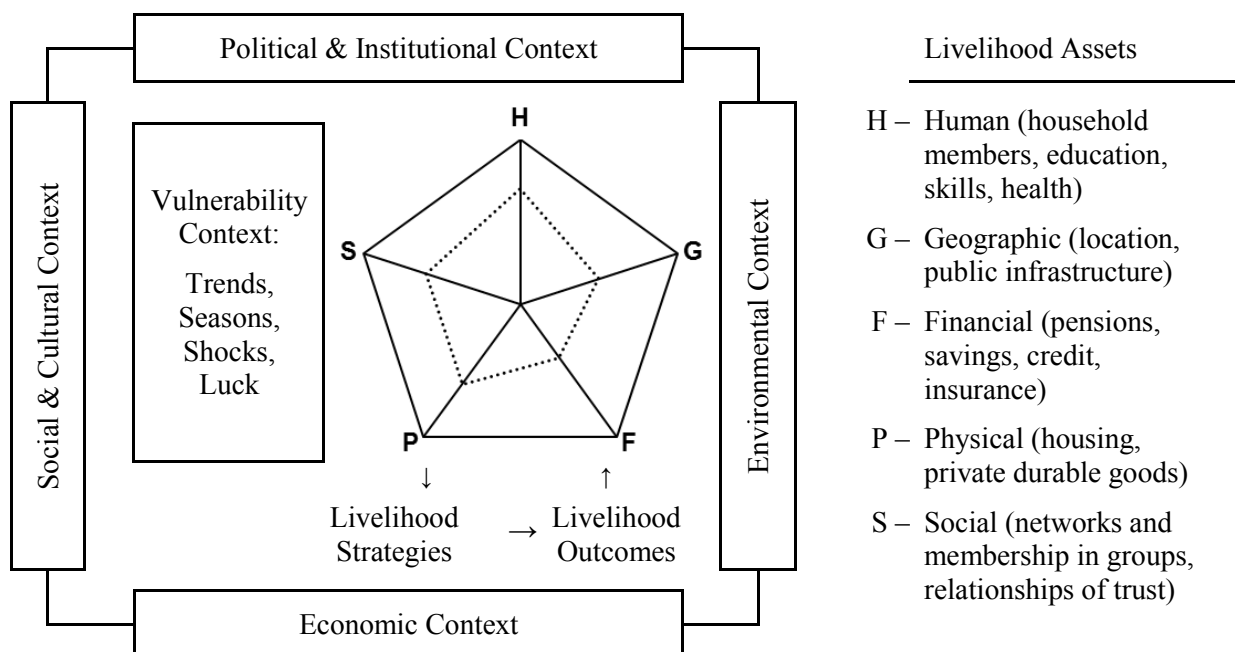 Political & Institutional Context
Social & Cultural Context
Vulnerability
Context:
Trends,
Seasons,
Shocks,
Luck
H
S
G
P
F
↓
↑
Livelihood
Strategies
→
Livelihood
Outcomes
Environmental Context
Economic Context
Livelihood Assets
H – Human (household
members, education,
skills, health)
G – Geographic (location,
public infrastructure)
F – Financial (pensions,
savings, credit,
insurance)
P – Physical (housing,
private durable goods)
S – Social (networks and
membership in groups,
relationships of trust)